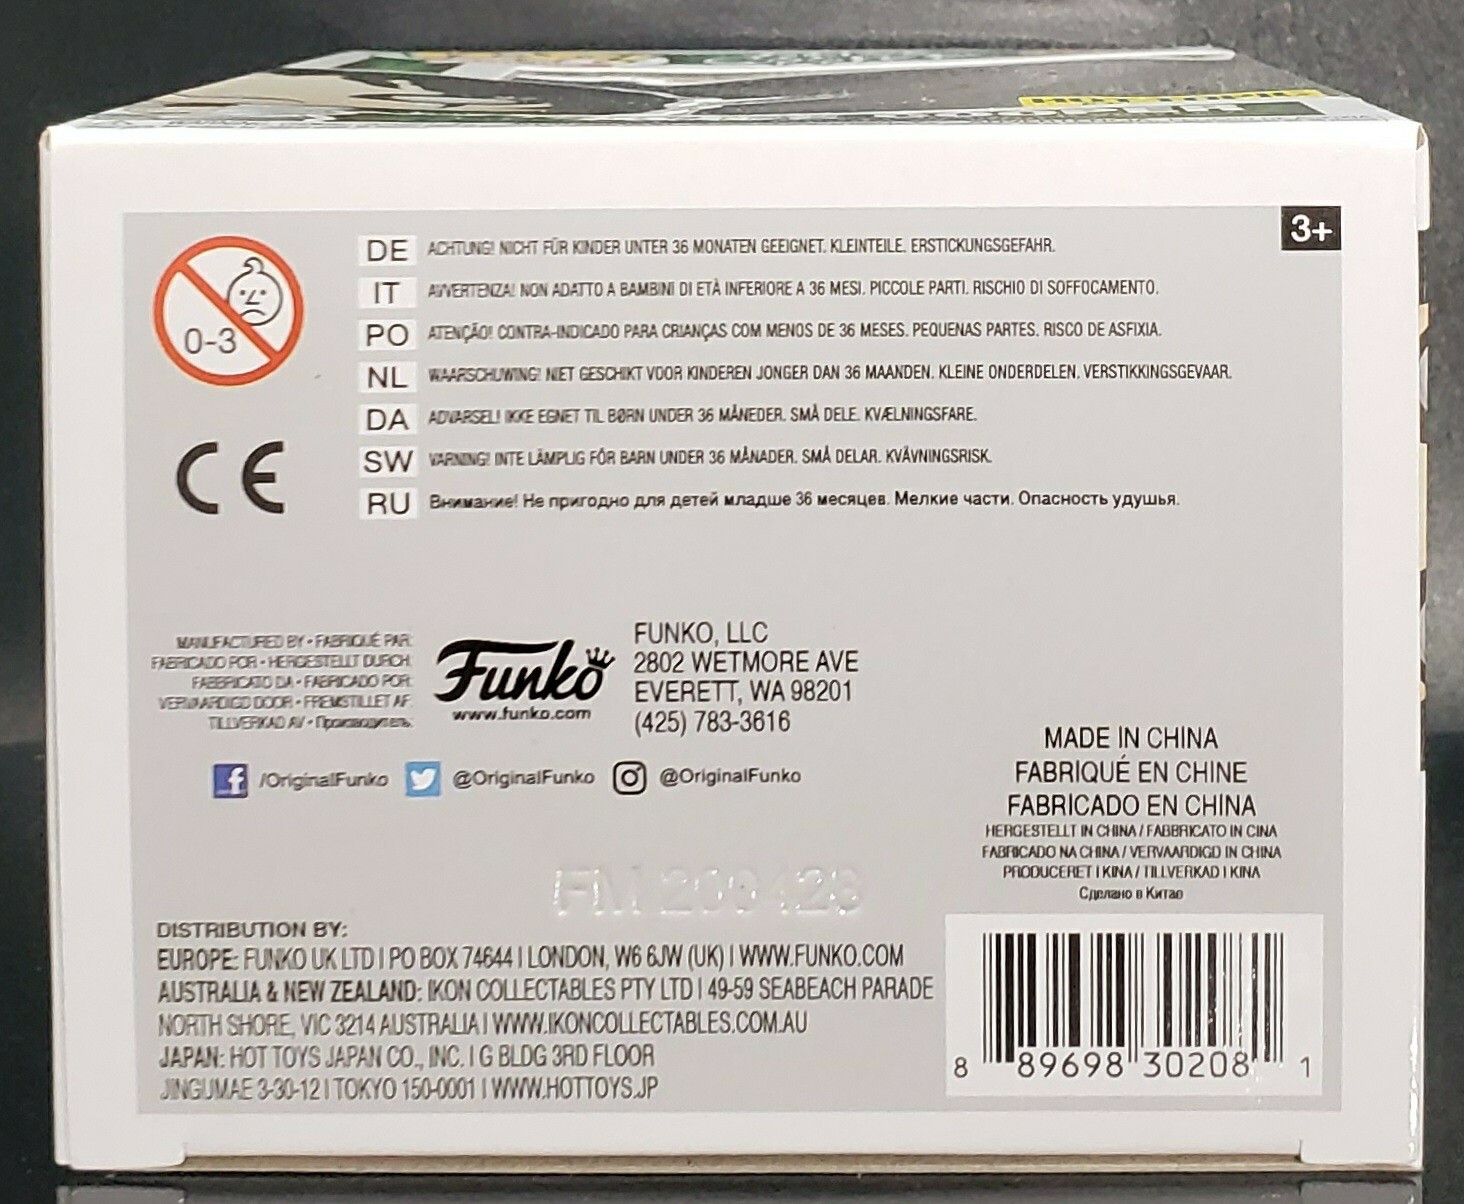 3+
0-3
DE ACHTUNG! NICHT FÜR KINDER UNTER 36 MONATEN GEEIGNET. KLEINTEILE. ERSTICKUNGSGEFAHR.
IT AVVERTENZA! NON ADATTO A BAMBINI DI ETÀ INFERIORE A 36 MESI. PICCOLE PARTI. RISCHIO DI SOFFOCAMENTO.
PO ATENÇÃO! CONTRA-INDICADO PARA CRIANÇAS COM MENOS DE 36 MESES. PEQUENAS PARTES. RISCO DE ASFIXIA.
NL WAARSCHUWING! NIET GESCHIKT VOOR KINDEREN JONGER DAN 36 MAANDEN. KLEINE ONDERDELEN. VERSTIKKINGSGEVAAR.
DA ADVARSEL! IKKE EGNET TIL BØRN UNDER 36 MÅNEDER. SMÅ DELE. KVÆLNINGSFARE.
SW VARNING! INTE LÄMPLIG FÖR BARN UNDER 36 MÅNADER. SMÅ DELAR. KVÄVNINGSRISK.
RU Внимание! Не пригодно для детей младше 36 месяцев. Мелкие части. Опасность удушья.
CE
MANUFACTURED BY • FABRIQUÉ PAR:
FABRICADO POR • HERGESTELLT DURCH:
FABBRICATO DA • FABRICADO POR:
VERVAARDIGD DOOR • FREMSTILLET AF:
TILLVERKAD AV • Производитель:
Funko
www.funko.com
FUNKO, LLC
2802 WETMORE AVE
EVERETT, WA 98201
(425) 783-3616
/OriginalFunko @OriginalFunko @OriginalFunko
MADE IN CHINA
FABRIQUÉ EN CHINE
FABRICADO EN CHINA
HERGESTELLT IN CHINA / FABBRICATO IN CINA
FABRICADO NA CHINA / VERVAARDIGD IN CHINA
PRODUCERET I KINA / TILLVERKAD I KINA
Сделано в Китае
FM 200423
DISTRIBUTION BY:
EUROPE: FUNKO UK LTD | PO BOX 74644 | LONDON, W6 6JW (UK) | WWW.FUNKO.COM
AUSTRALIA & NEW ZEALAND: IKON COLLECTABLES PTY LTD | 49-59 SEABEACH PARADE
NORTH SHORE, VIC 3214 AUSTRALIA | WWW.IKONCOLLECTABLES.COM.AU
JAPAN: HOT TOYS JAPAN CO., INC. | G BLDG 3RD FLOOR
JINGUMAE 3-30-12 | TOKYO 150-0001 | WWW.HOTTOYS.JP
8 89698 30208 1